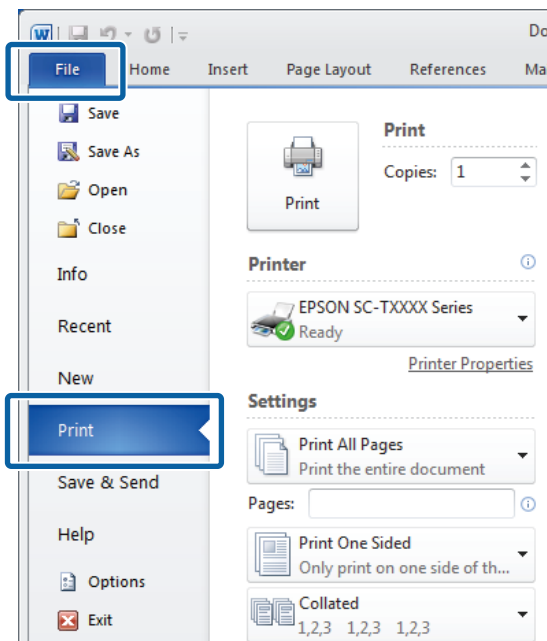 W Do
File Home Insert Page Layout References Ma
Save
Save As
Open
Close
Info
Recent
New
Print
Save & Send
Help
Options
Exit
Print
Print
Copies: 1
Printer
EPSON SC-TXXXX Series
Ready
Printer Properties
Settings
Print All Pages
Print the entire document
Pages:
Print One Sided
Only print on one side of th...
Collated
1,2,3 1,2,3 1,2,3